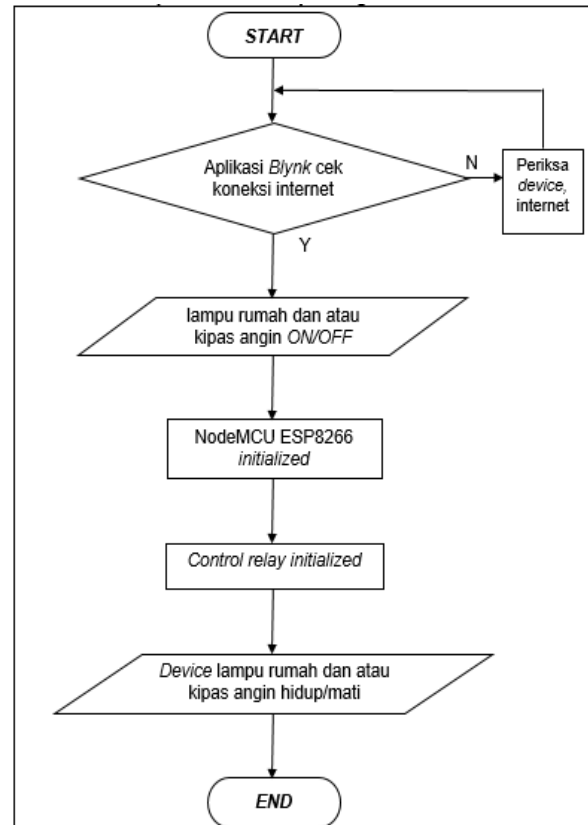 START
Aplikasi Blynk cek
koneksi internet
N
Periksa
device,
internet
Y
lampu rumah dan atau
kipas angin ON/OFF
NodeMCU ESP8266
initialized
Control relay initialized
Device lampu rumah dan atau
kipas angin hidup/mati
END